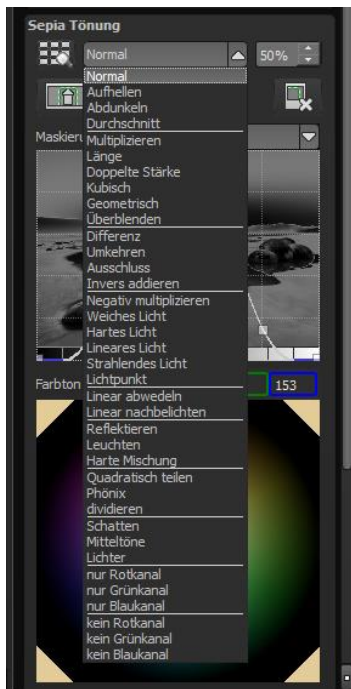 Sepia Tönung
Normal 50%
Normal
Aufhellen
Abdunkeln
Durchschnitt
Multiplizieren
Länge
Doppelte Stärke
Kubisch
Geometrisch
Überblenden
Differenz
Umkehren
Ausschluss
Invers addieren
Negativ multiplizieren
Weiches Licht
Hartes Licht
Lineares Licht
Strahlendes Licht
Lichtpunkt
Linear abwedeln
Linear nachbelichten
Reflektieren
Leuchten
Harte Mischung
Quadratisch teilen
Phönix
dividieren
Schatten
Mitteltöne
Lichter
nur Rotkanal
nur Grünkanal
nur Blaukanal
kein Rotkanal
kein Grünkanal
kein Blaukanal
Farbton 153